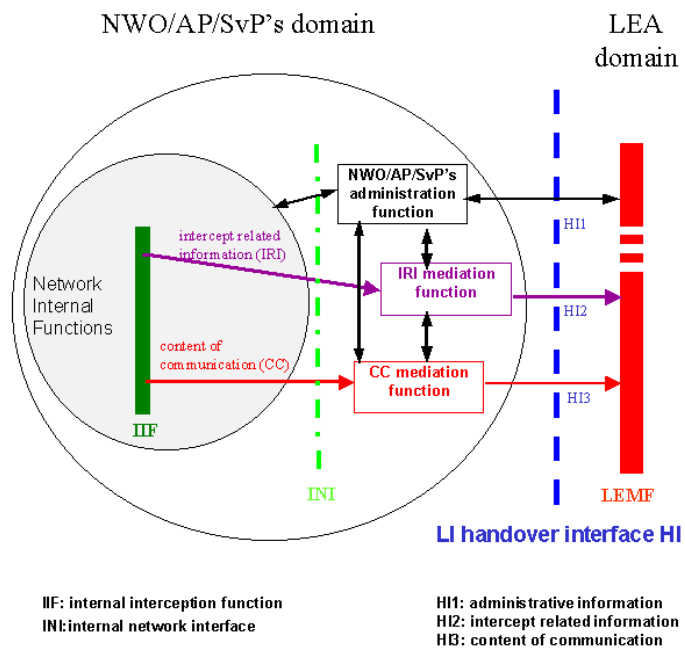 NWO/AP/SvP's domain
LEA
domain
NWO/AP/SvP's
administration
function
HI1
intercept related
information (IRI)
IRI mediation
function
Network
Internal
Functions
HI2
content of
communication (CC)
CC mediation
function
HI3
IIF
INI
LEMF
LI handover interface HI
IIF: internal interception function
INI:internal network interface
HI1: administrative information
HI2: intercept related information
HI3: content of communication